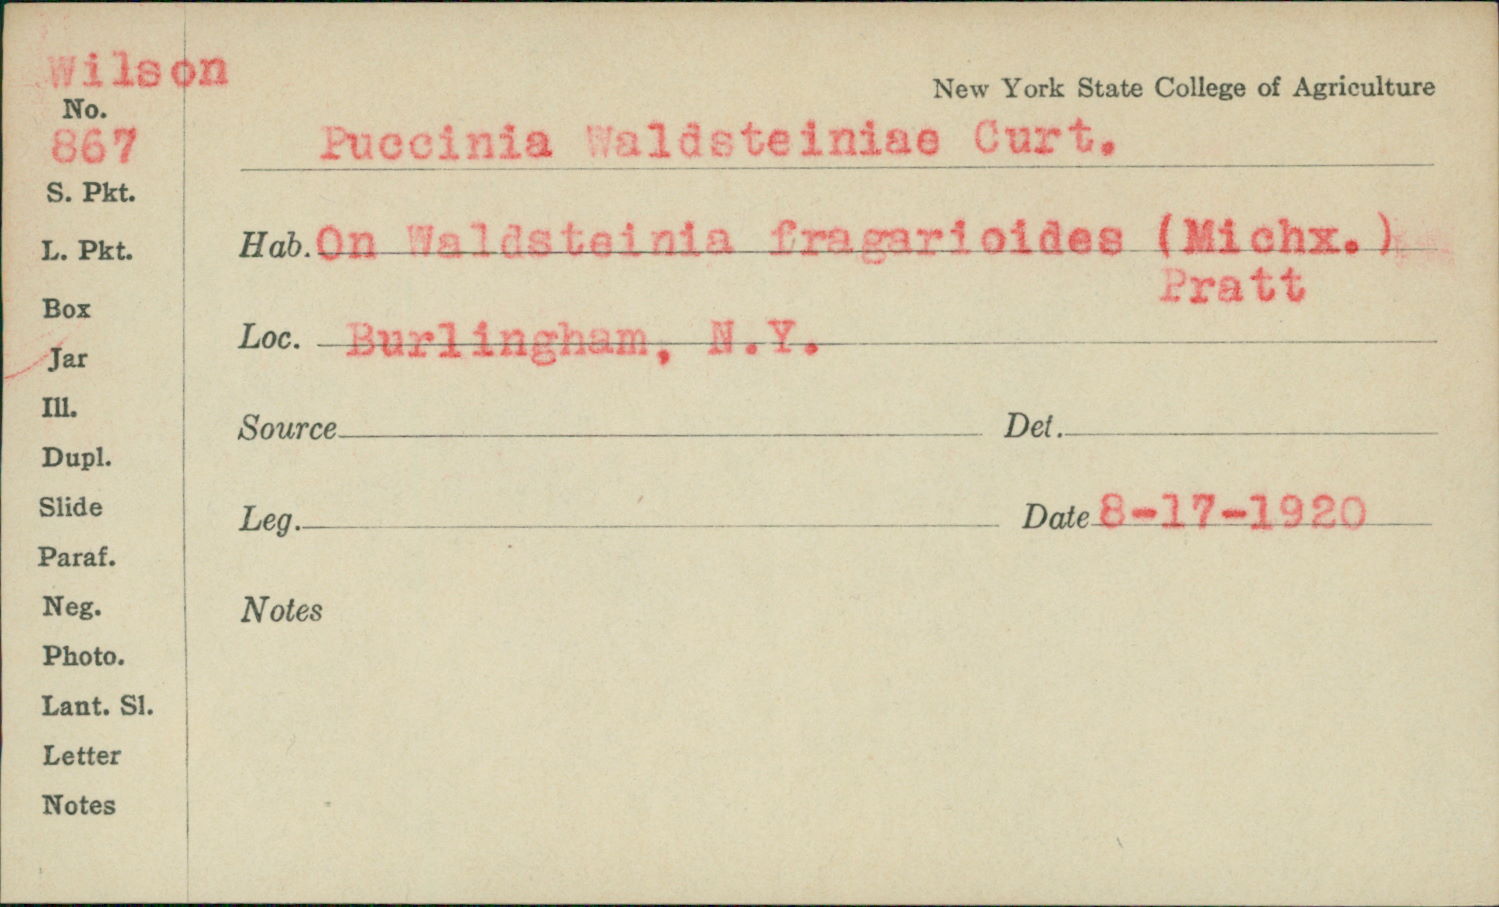 Wilson
New York State College of Agriculture
No.
867
Puccinia Waldsteiniae Curt.
S. Pkt.
Hab. On Waldsteinia fragarioides (Michx.)
Pratt
L. Pkt.
Box
Loc. Burlingham, N.Y.
Jar
Ill.
Source
Det.
Dupl.
Slide
Leg.
Date 8-17-1920
Paraf.
Neg.
Notes
Photo.
Lant. Sl.
Letter
Notes